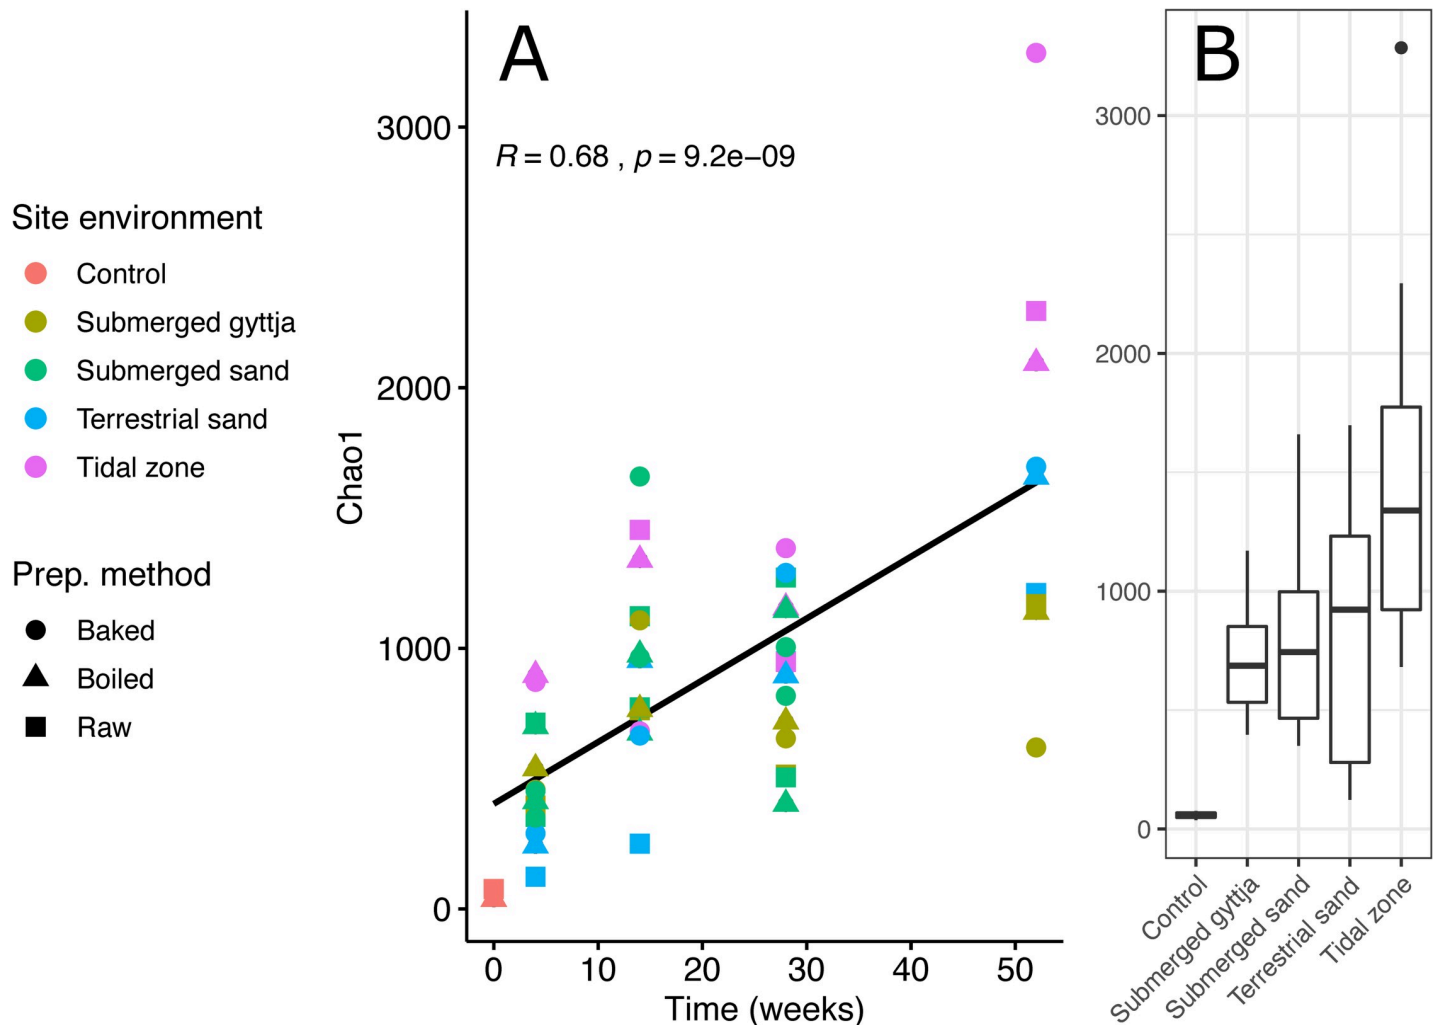 Site environment
Control
Submerged gyttja
Submerged sand
Terrestrial sand
Tidal zone
Prep. method
Baked
Boiled
Raw
A
R = 0.68 , p = 9.2e−09
Chao1
3000
2000
1000
0
0 10 20 30 40 50
Time (weeks)
B
3000
2000
1000
0
Control
Submerged gyttja
Submerged sand
Terrestrial sand
Tidal zone